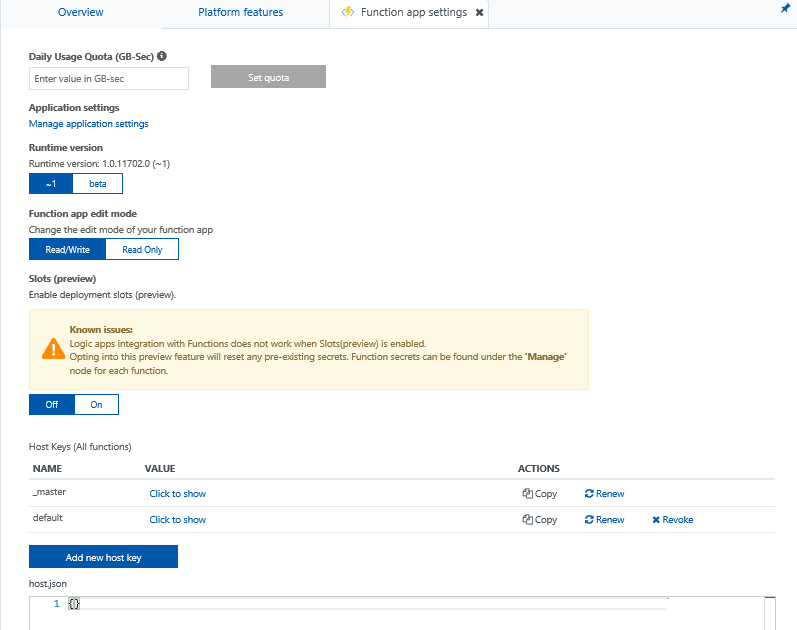 Overview Platform features Function app settings
Daily Usage Quota (GB-Sec)
Enter value in GB-sec Set quota
Application settings
Manage application settings
Runtime version
Runtime version: 1.0.11702.0 (~1)
~1 beta
Function app edit mode
Change the edit mode of your function app
Read/Write Read Only
Slots (preview)
Enable deployment slots (preview).
Known issues:
Logic apps integration with Functions does not work when Slots(preview) is enabled.
Opting into this preview feature will reset any pre-existing secrets. Function secrets can be found under the 'Manage'
node for each function.
Off On
Host Keys (All functions)
NAME VALUE ACTIONS
_master Click to show Copy Renew
default Click to show Copy Renew Revoke
Add new host key
host.json
1 {}